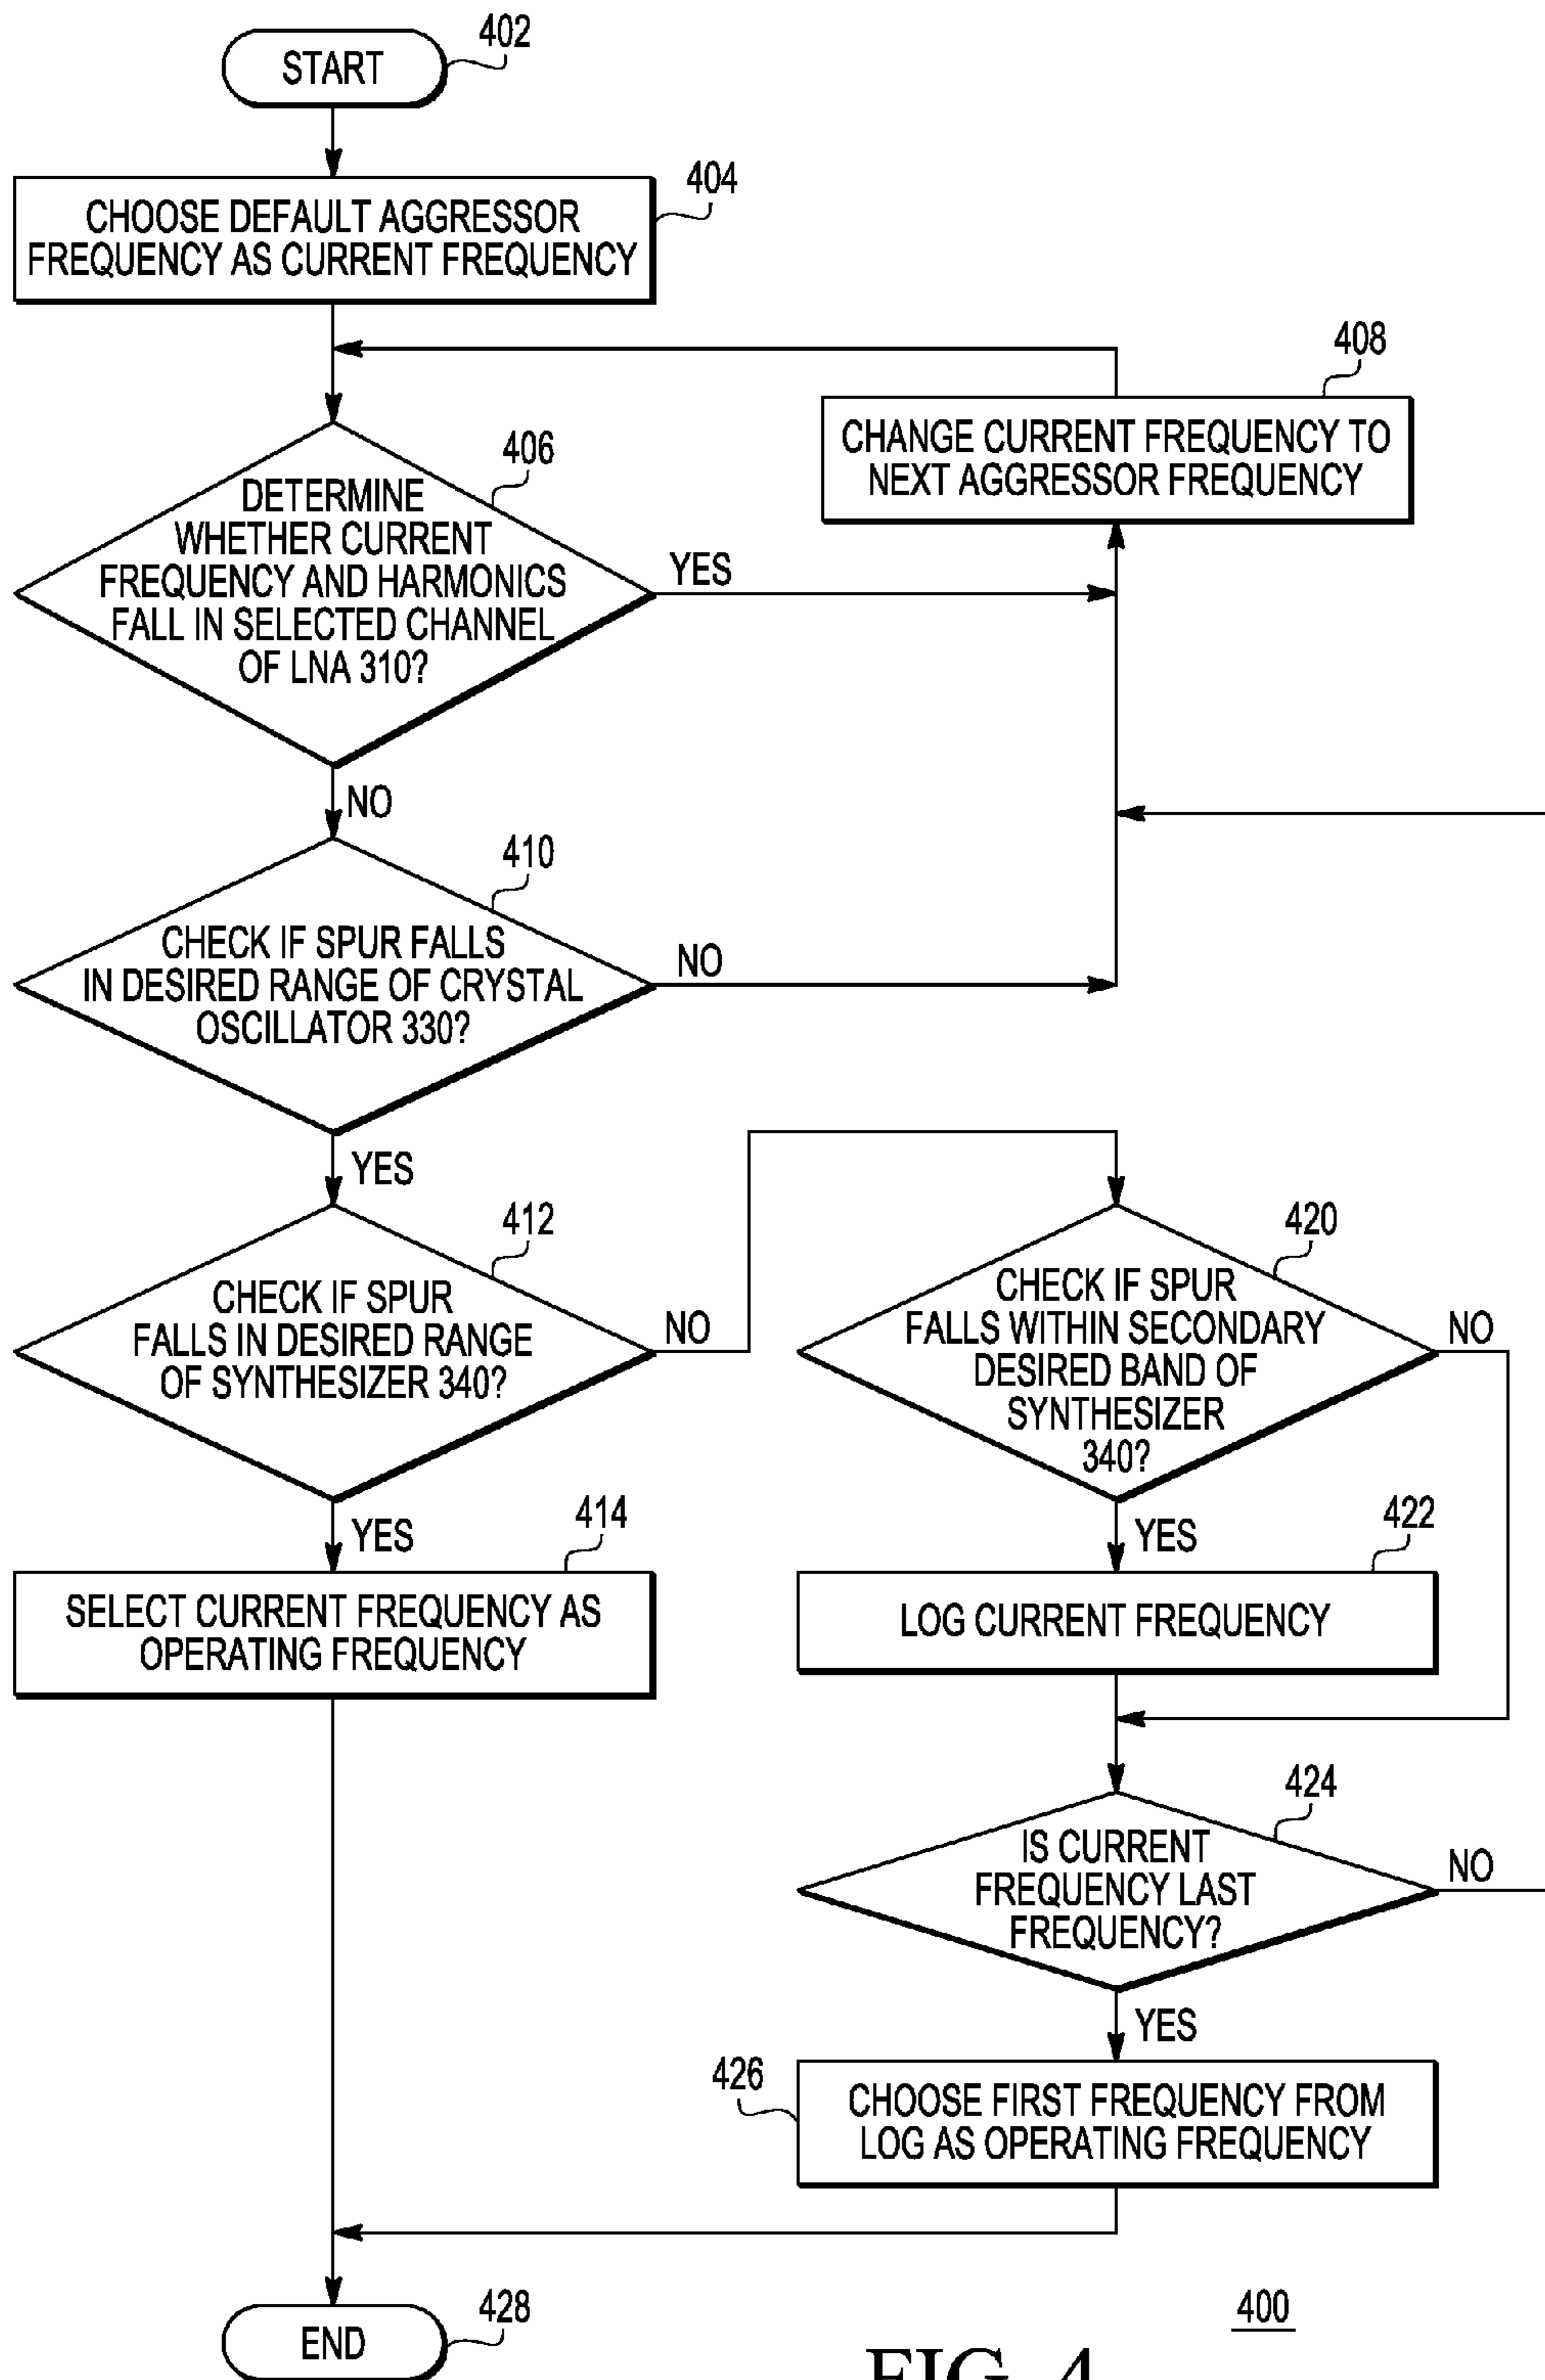 402
START
404
CHOOSE DEFAULT AGGRESSOR
FREQUENCY AS CURRENT FREQUENCY
408
CHANGE CURRENT FREQUENCY TO
NEXT AGGRESSOR FREQUENCY
406
DETERMINE
WHETHER CURRENT
FREQUENCY AND HARMONICS
FALL IN SELECTED CHANNEL
OF LNA 310?
YES
NO
410
CHECK IF SPUR FALLS
IN DESIRED RANGE OF CRYSTAL
OSCILLATOR 330?
NO
YES
412
CHECK IF SPUR
FALLS IN DESIRED RANGE
OF SYNTHESIZER 340?
NO
YES
420
CHECK IF SPUR
FALLS WITHIN SECONDARY
DESIRED BAND OF
SYNTHESIZER
340?
NO
YES
414
SELECT CURRENT FREQUENCY AS
OPERATING FREQUENCY
422
LOG CURRENT FREQUENCY
424
IS CURRENT
FREQUENCY LAST
FREQUENCY?
NO
YES
426
CHOOSE FIRST FREQUENCY FROM
LOG AS OPERATING FREQUENCY
428
END
400
FIG. 4